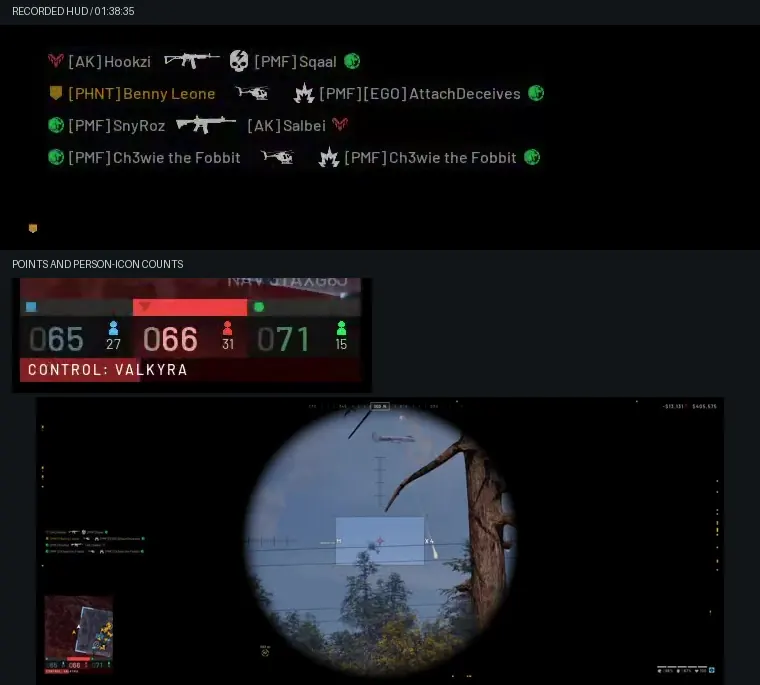 RECORDED HUD / 01:38:35
[AK] Hookzi [PMF] Sqaal
[PHNT] Benny Leone [PMF] [EGO] AttachDeceives
[PMF] SnyRoz [AK] Salbei
[PMF] Ch3wie the Fobbit [PMF] Ch3wie the Fobbit
POINTS AND PERSON-ICON COUNTS
065 27 066 31 071 15
CONTROL: VALKYRA